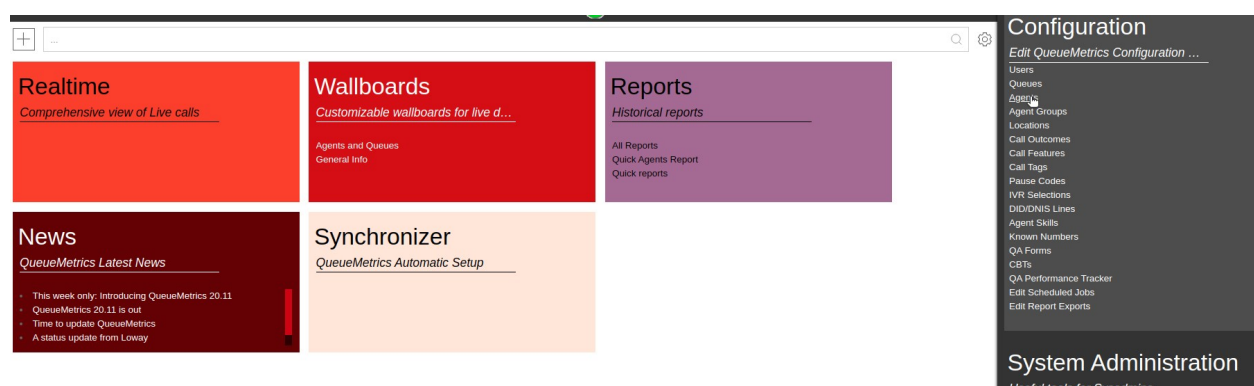 ...
Realtime
Comprehensive view of Live calls
Wallboards
Customizable wallboards for live d...
Agents and Queues
General Info
Reports
Historical reports
All Reports
Quick Agents Report
Quick reports
News
QueueMetrics Latest News
This week only: Introducing QueueMetrics 20.11
QueueMetrics 20.11 is out
Time to update QueueMetrics
A status update from Loway
Synchronizer
QueueMetrics Automatic Setup
Configuration
Edit QueueMetrics Configuration ...
Users
Queues
Agents
Agent Groups
Locations
Call Outcomes
Call Features
Call Tags
Pause Codes
IVR Selections
DID/DNIS Lines
Agent Skills
Known Numbers
QA Forms
CBTs
QA Performance Tracker
Edit Scheduled Jobs
Edit Report Exports
System Administration